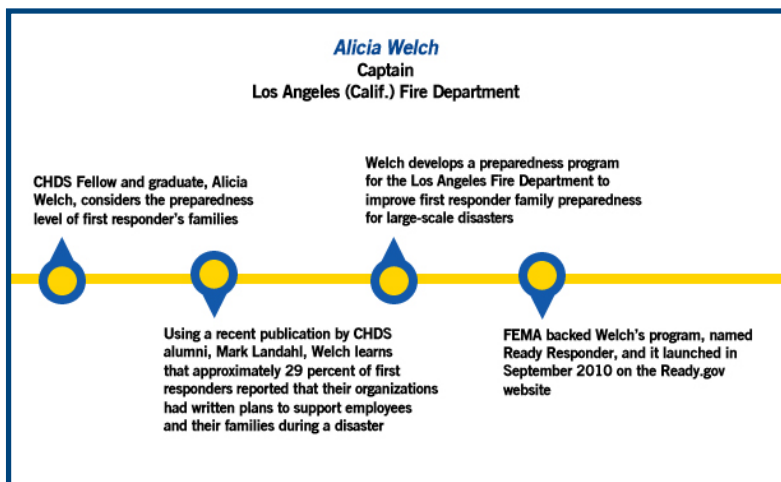 Alicia Welch
Captain
Los Angeles (Calif.) Fire Department
CHDS Fellow and graduate, Alicia
Welch, considers the preparedness
level of first responder's families
Using a recent publication by CHDS
alumni, Mark Landahl, Welch learns
that approximately 29 percent of first
responders reported that their organizations
had written plans to support employees
and their families during a disaster
Welch develops a preparedness program
for the Los Angeles Fire Department to
improve first responder family preparedness
for large-scale disasters
FEMA backed Welch's program, named
Ready Responder, and it launched in
September 2010 on the Ready.gov
website